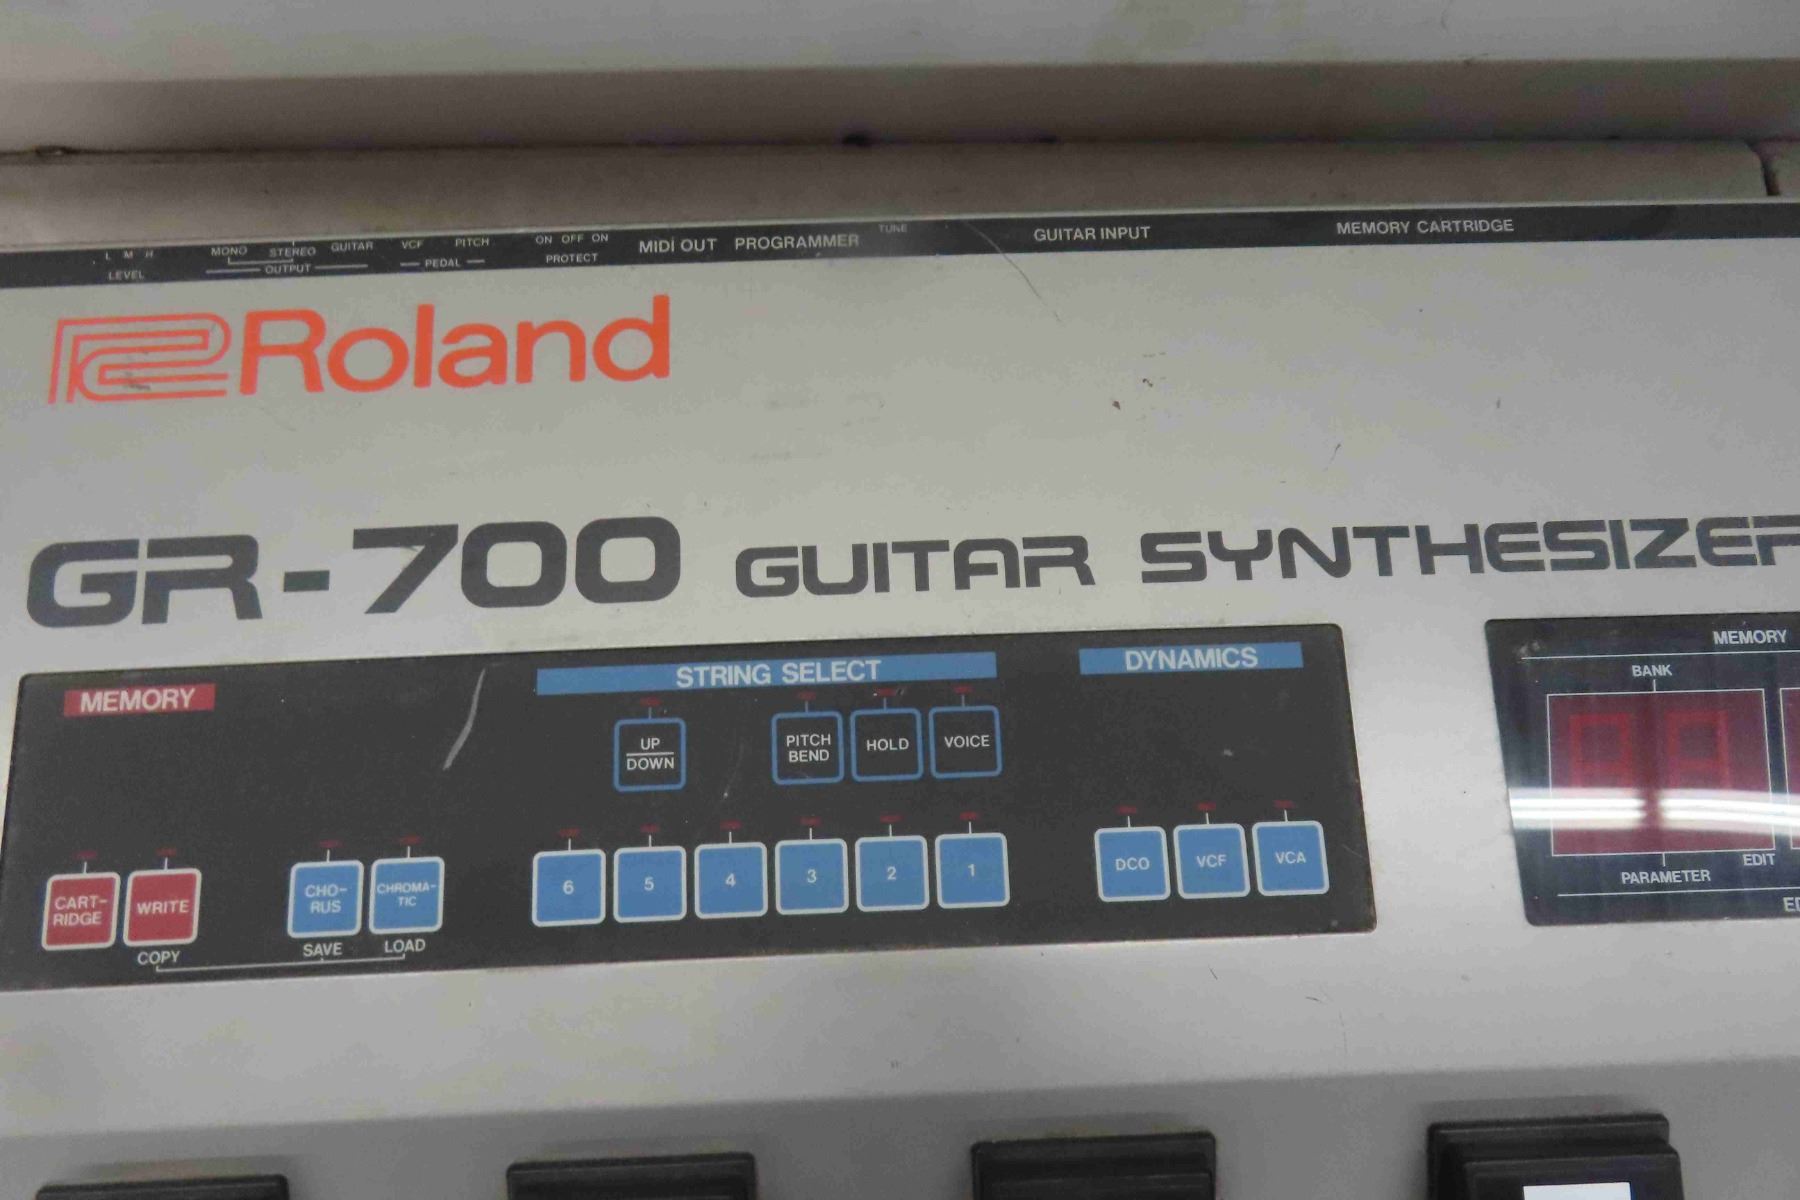 L M H
LEVEL
MONO STEREO
OUTPUT
GUITAR
VCF PITCH
PEDAL
ON OFF ON
PROTECT
MIDI OUT
PROGRAMMER
TUNE
GUITAR INPUT
MEMORY CARTRIDGE
Roland
GR-700 GUITAR SYNTHESIZER
MEMORY
CART-
RIDGE
WRITE
COPY
CHO-
RUS
SAVE
CHROMA-
TIC
LOAD
STRING SELECT
UP
DOWN
PITCH
BEND
HOLD
VOICE
6 5 4 3 2 1
DYNAMICS
DCO VCF VCA
MEMORY
BANK
PARAMETER
EDIT